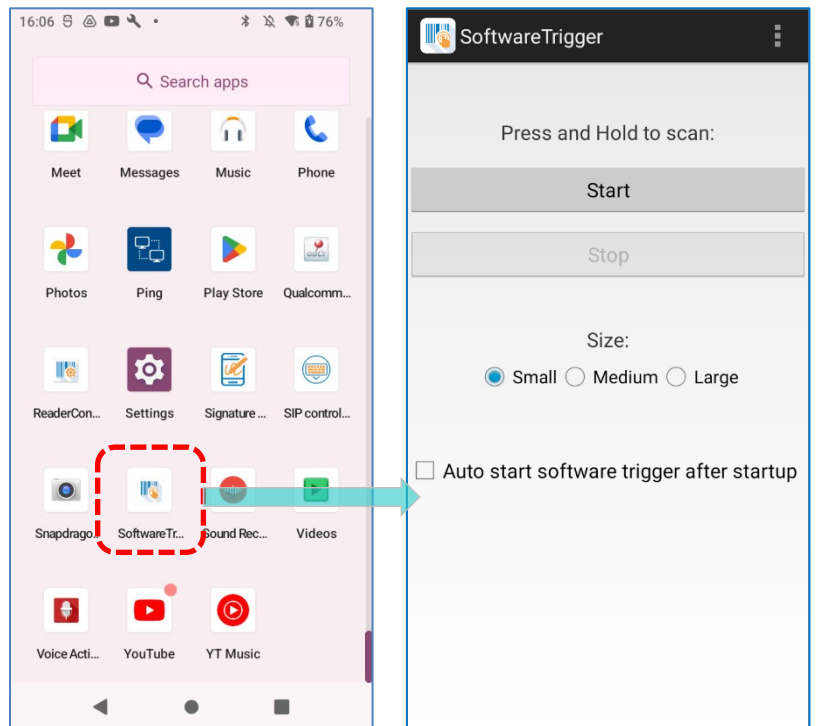 16:06 76%
Search apps
Meet Messages Music Phone
Photos Ping Play Store Qualcomm...
ReaderCon... Settings Signature ... SIP control...
Snapdrago... SoftwareTr... Sound Rec... Videos
Voice Acti... YouTube YT Music
SoftwareTrigger
Press and Hold to scan:
Start
Stop
Size:
Small Medium Large
Auto start software trigger after startup